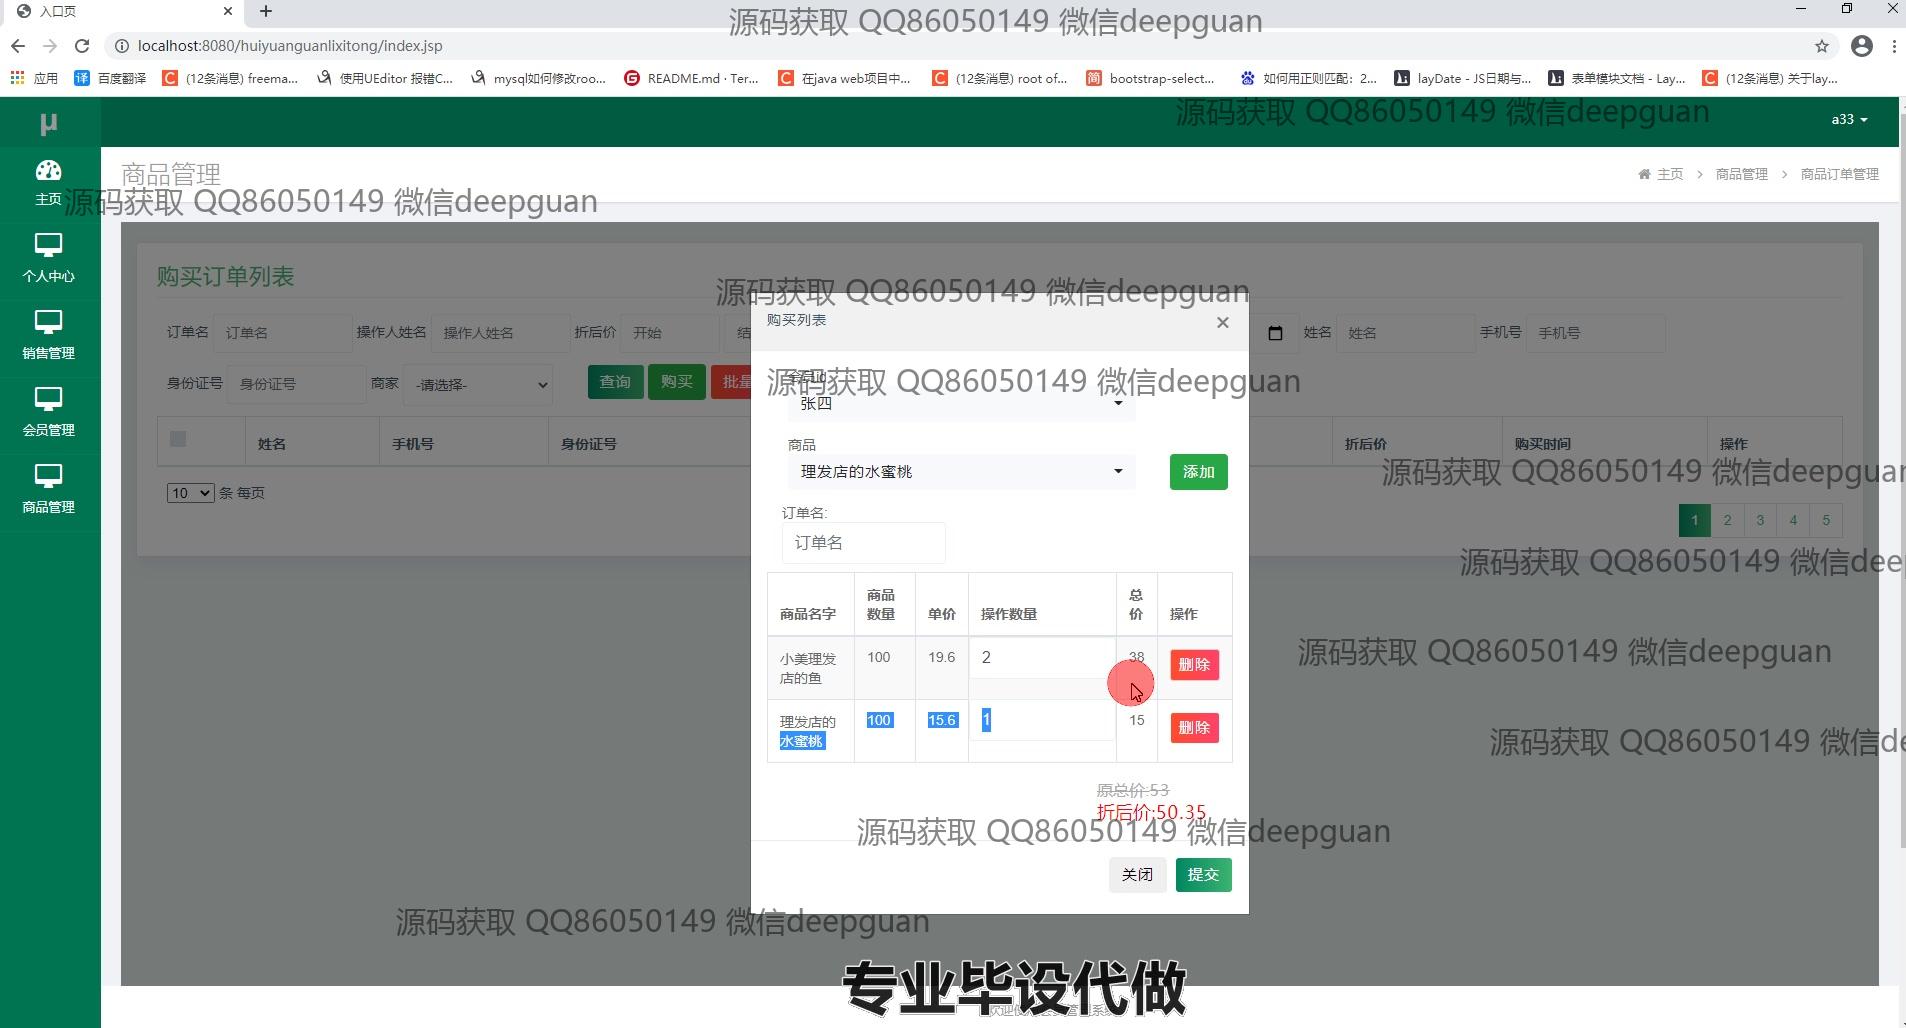 入口页
源码获取 QQ86050149 微信deepguan
localhost:8080/huiyuanguanlixitong/index.jsp
应用
百度翻译
(12条消息) freema...
使用UEditor 报错C...
mysql如何修改roo...
README.md · Ter...
在java web项目中...
(12条消息) root of...
bootstrap-select...
如何用正则匹配：2...
layDate - JS日期与...
表单模块文档 - Lay...
(12条消息) 关于lay...
μ
源码获取 QQ86050149 微信deepguan
a33
主页
商品管理
主页 > 商品管理 > 商品订单管理
源码获取 QQ86050149 微信deepguan
个人中心
销售管理
会员管理
商品管理
购买订单列表
源码获取 QQ86050149 微信deepguan
订单名 订单名 操作人姓名 操作人姓名 折后价 开始 结
姓名 姓名 手机号 手机号
身份证号 身份证号 商家 -请选择- 查询 购买 批量
姓名 手机号 身份证号 折后价 购买时间 操作
10 条 每页
源码获取 QQ86050149 微信deepguan
1 2 3 4 5
购买列表 ×
源码获取 QQ86050149 微信deepguan
张四
商品
理发店的水蜜桃 添加
订单名:
订单名
商品名字 商品数量 单价 操作数量 总价 操作
小美理发店的鱼 100 19.6 2 38 删除
理发店的水蜜桃 100 15.6 1 15 删除
原总价:53
折后价:50.35
关闭 提交
源码获取 QQ86050149 微信dee
源码获取 QQ86050149 微信deepguan
源码获取 QQ86050149 微信de
源码获取 QQ86050149 微信deepguan
源码获取 QQ86050149 微信deepguan
专业毕设代做